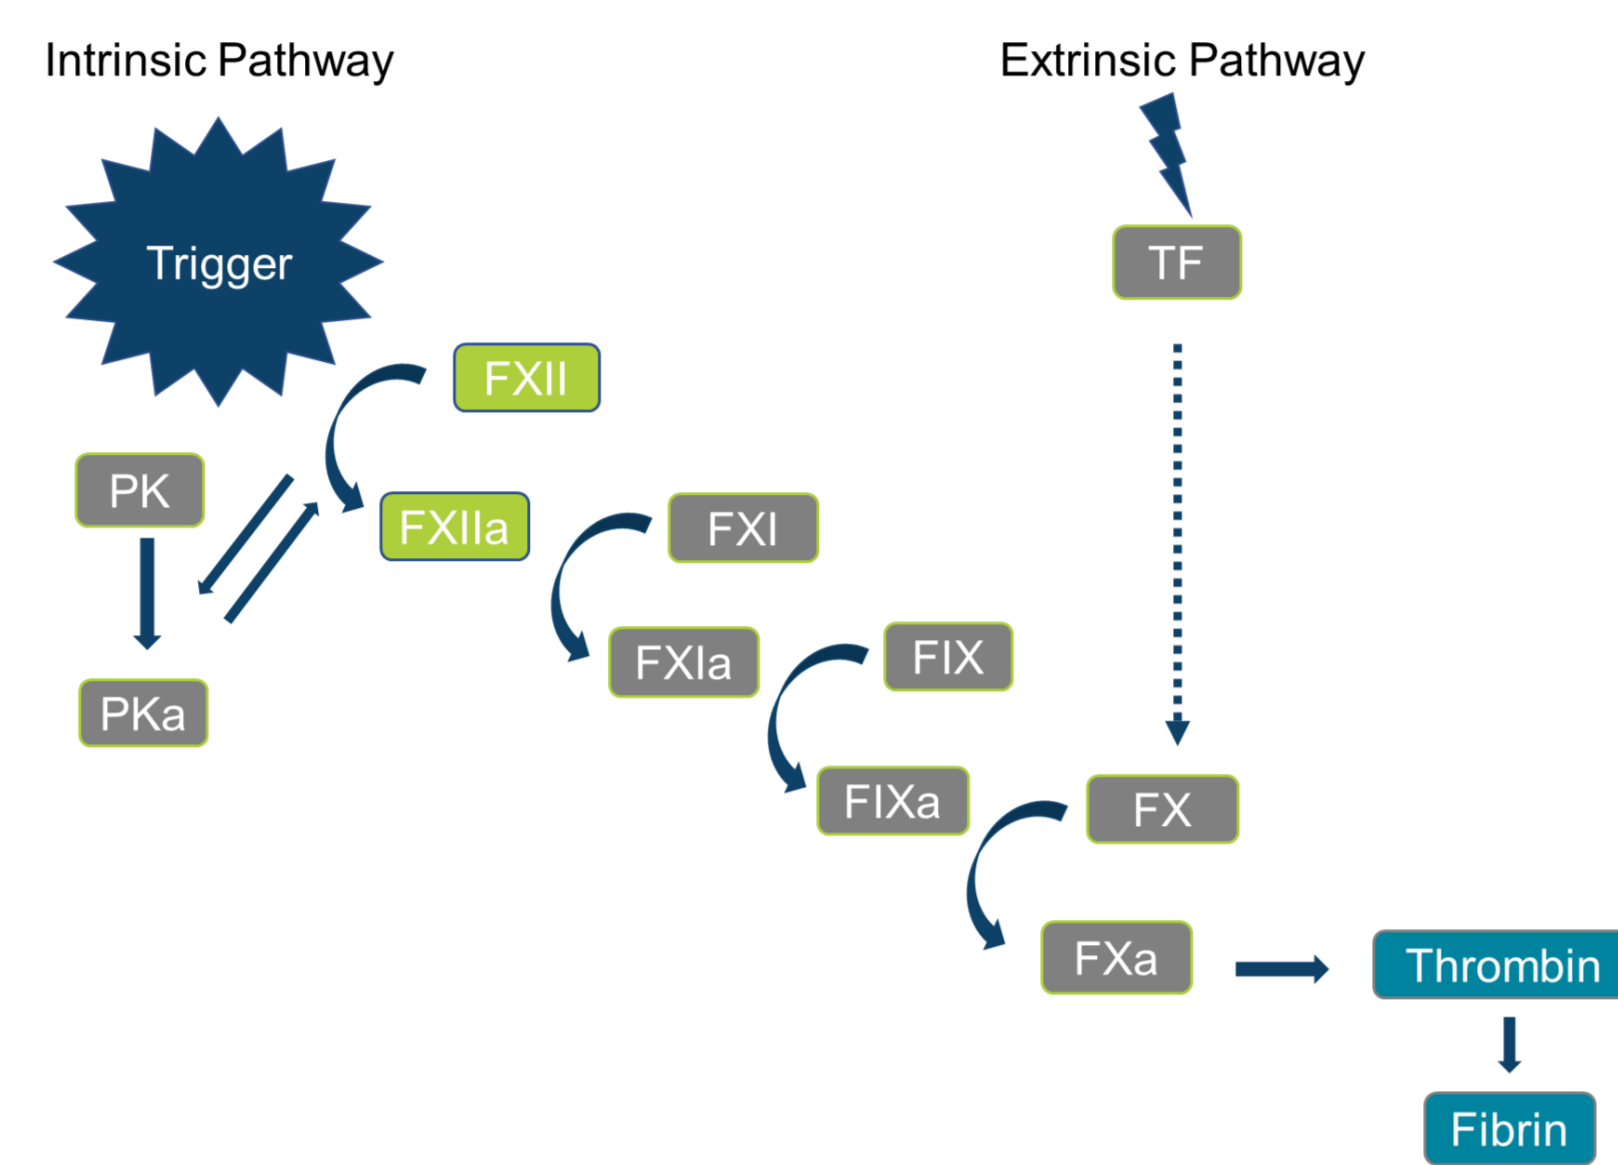 Intrinsic Pathway
Extrinsic Pathway
Trigger
TF
FXII
PK
FXIIa
FXI
FXIa
FIX
PKa
FIXa
FX
FXa
Thrombin
Fibrin